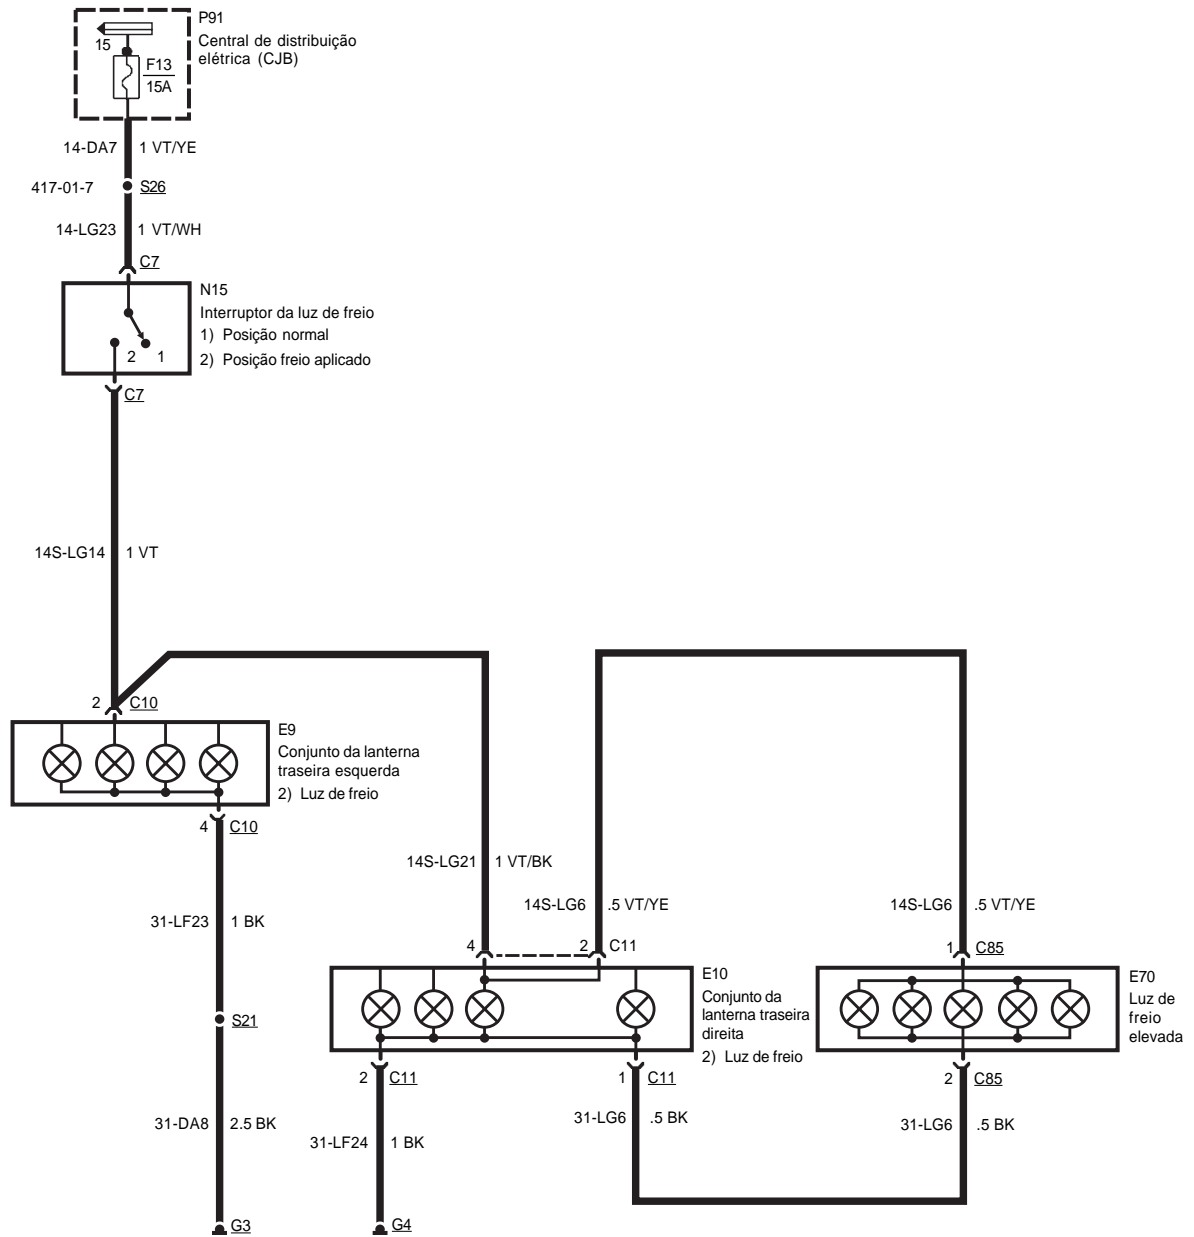 P91
Central de distribuição
elétrica (CJB)
15
F13
15A
14-DA7 1 VT/YE
417-01-7 S26
14-LG23 1 VT/WH
C7
N15
Interruptor da luz de freio
1) Posição normal
2) Posição freio aplicado
2 1
C7
14S-LG14 1 VT
2 C10
E9
Conjunto da lanterna
traseira esquerda
2) Luz de freio
4 C10
14S-LG21 1 VT/BK
14S-LG6 .5 VT/YE
14S-LG6 .5 VT/YE
31-LF23 1 BK
4 2 C11
1 C85
E10
Conjunto da
lanterna traseira
direita
2) Luz de freio
E70
Luz de
freio
elevada
S21
2 C11
1 C11
2 C85
31-DA8 2.5 BK
31-LF24 1 BK
31-LG6 .5 BK
31-LG6 .5 BK
G3
G4